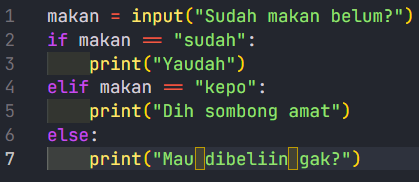 1 makan = input("Sudah makan belum?")
2 if makan == "sudah":
3     print("Yaudah")
4 elif makan == "kepo":
5     print("Dih sombong amat")
6 else:
7     print("Mau dibeliin gak?")